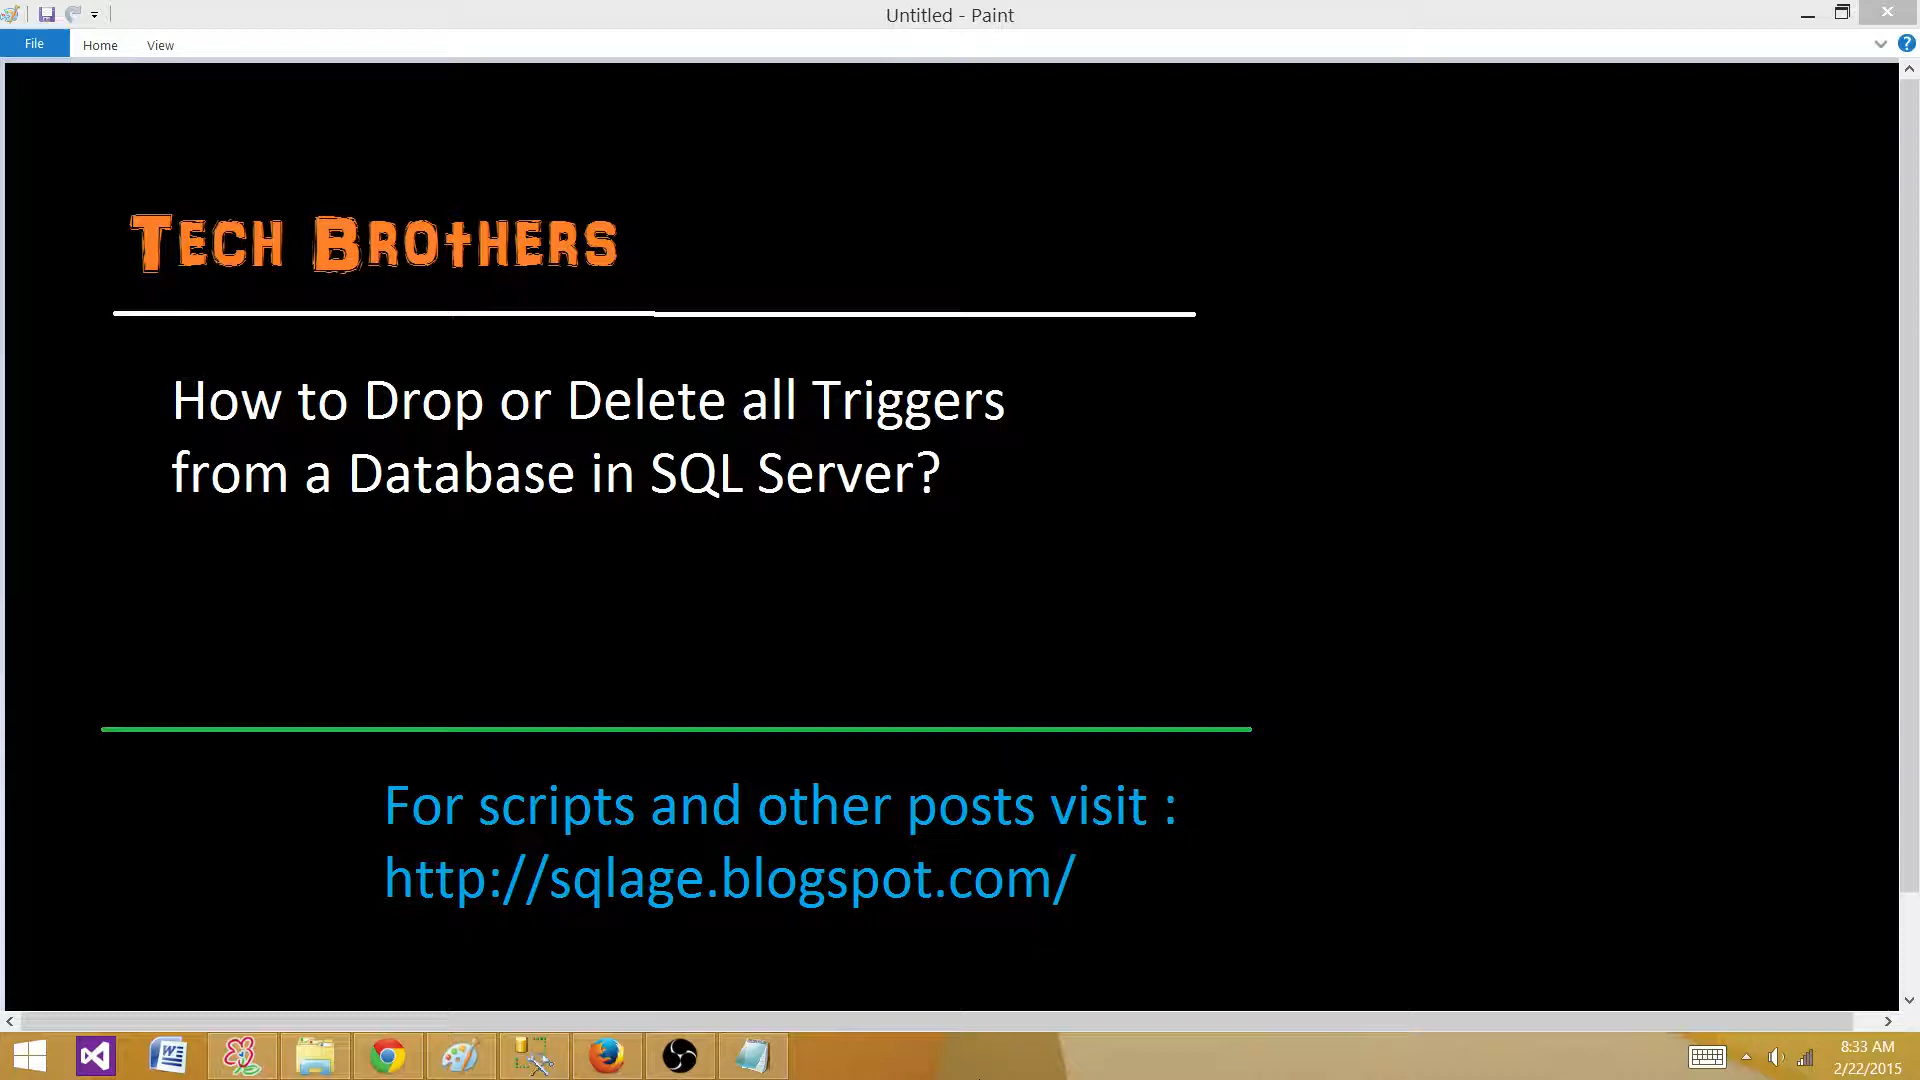 Untitled - Paint
File Home View
Tech Brothers
How to Drop or Delete all Triggers
from a Database in SQL Server?
For scripts and other posts visit :
http://sqlage.blogspot.com/
8:33 AM
2/22/2015